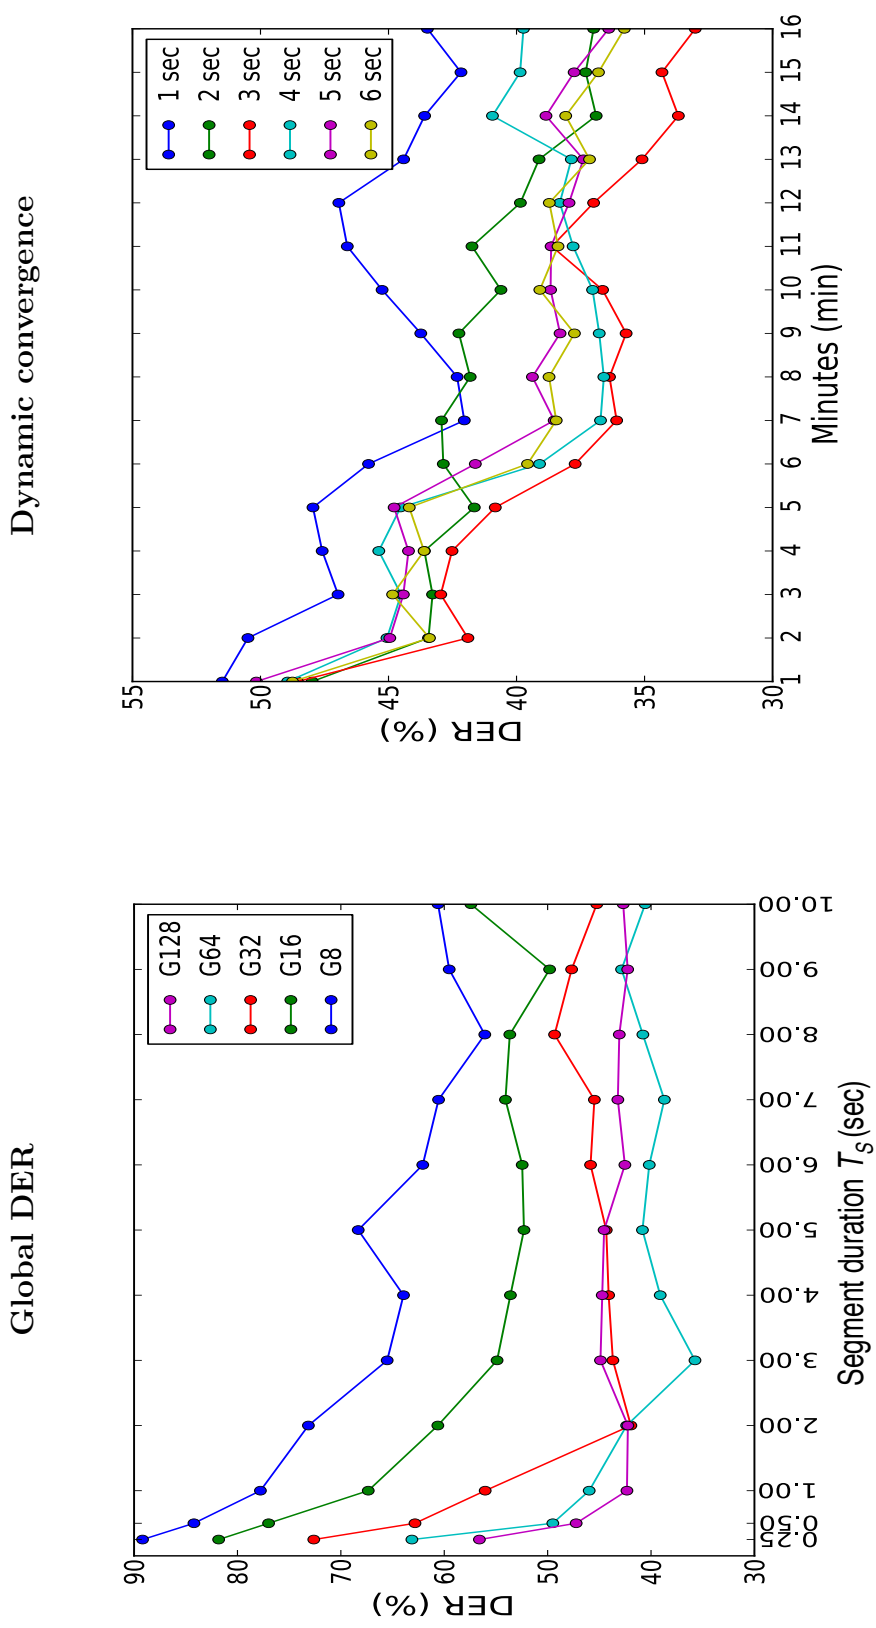 Global DER
90
80
70
60
50
40
30
DER (%)
0.25
0.50
1.00
2.00
3.00
4.00
5.00
6.00
7.00
8.00
9.00
10.00
Segment duration T_S (sec)
G128
G64
G32
G16
G8
Dynamic convergence
55
50
45
40
35
30
DER (%)
1
2
3
4
5
6
7
8
9
10
11
12
13
14
15
16
Minutes (min)
1 sec
2 sec
3 sec
4 sec
5 sec
6 sec